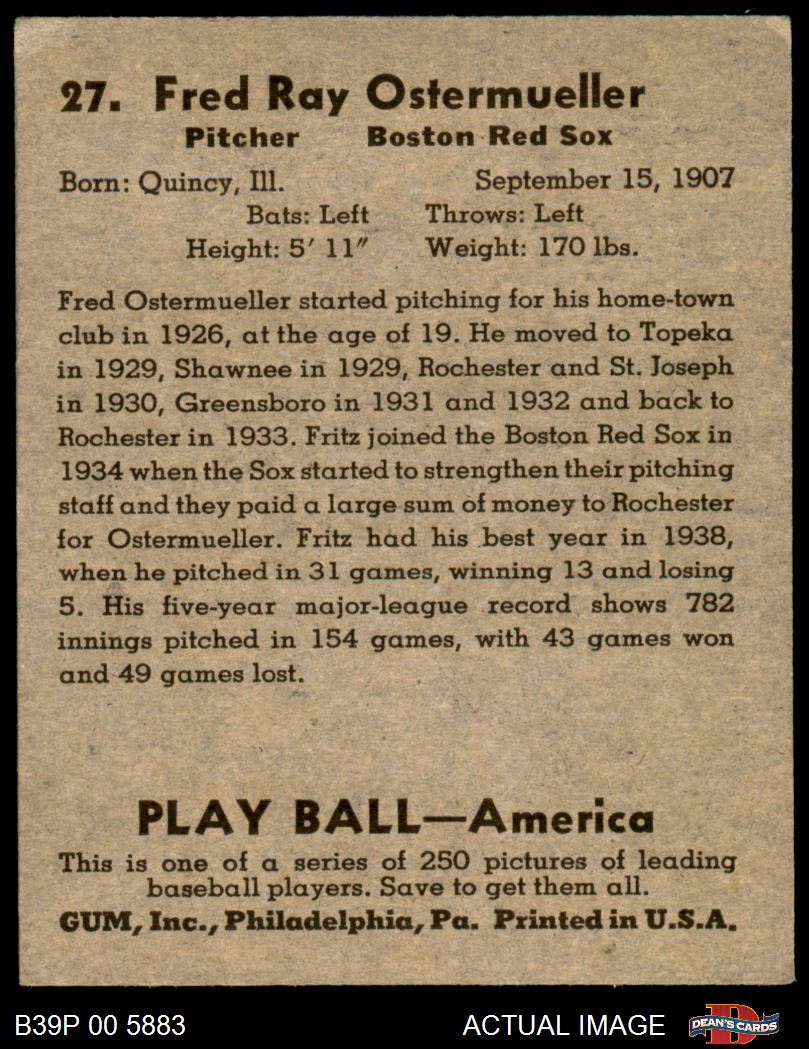 27. Fred Ray Ostermueller
Pitcher Boston Red Sox
Born: Quincy, Ill. September 15, 1907
Bats: Left Throws: Left
Height: 5' 11" Weight: 170 lbs.
Fred Ostermueller started pitching for his home-town
club in 1926, at the age of 19. He moved to Topeka
in 1929, Shawnee in 1929, Rochester and St. Joseph
in 1930, Greensboro in 1931 and 1932 and back to
Rochester in 1933. Fritz joined the Boston Red Sox in
1934 when the Sox started to strengthen their pitching
staff and they paid a large sum of money to Rochester
for Ostermueller. Fritz had his best year in 1938,
when he pitched in 31 games, winning 13 and losing
5. His five-year major-league record shows 782
innings pitched in 154 games, with 43 games won
and 49 games lost.
PLAY BALL—America
This is one of a series of 250 pictures of leading
baseball players. Save to get them all.
GUM, Inc., Philadelphia, Pa. Printed in U.S.A.
B39P 00 5883 ACTUAL IMAGE D DEAN'S CARDS